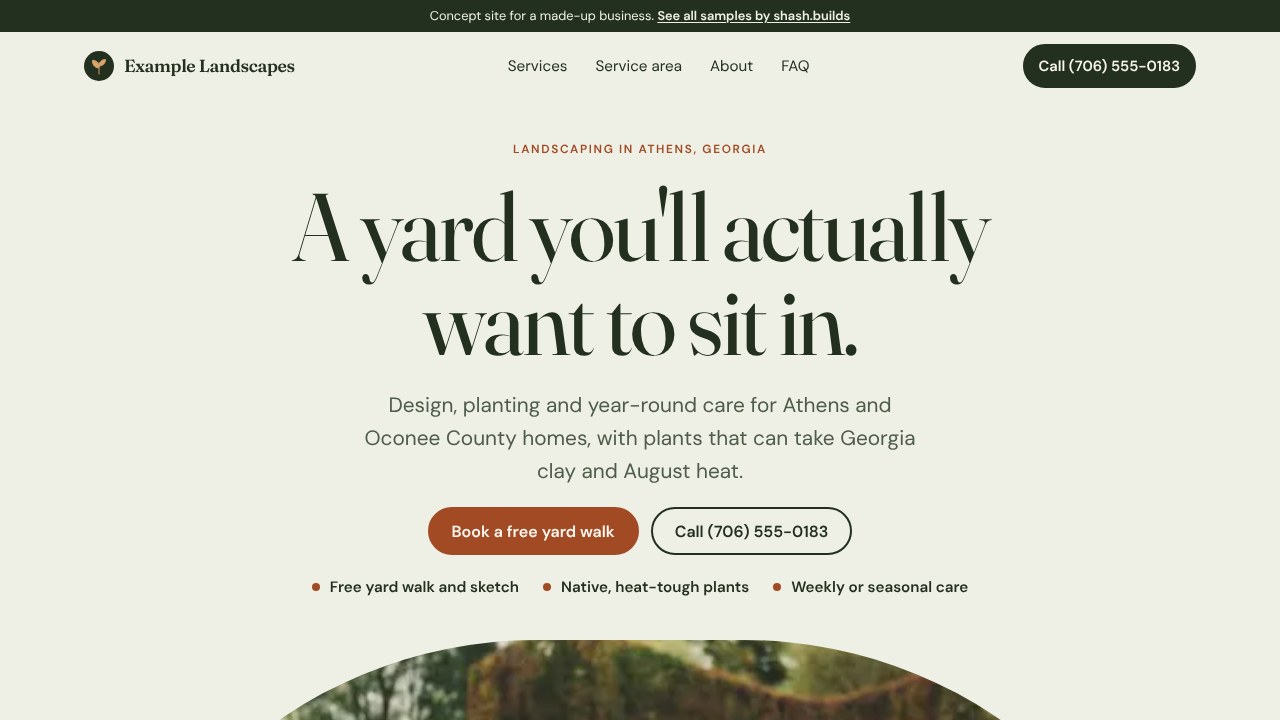 Concept site for a made-up business. See all samples by shash.builds
Example Landscapes
Services
Service area
About
FAQ
Call (706) 555-0183
LANDSCAPING IN ATHENS, GEORGIA
A yard you'll actually
want to sit in.
Design, planting and year-round care for Athens and
Oconee County homes, with plants that can take Georgia
clay and August heat.
Book a free yard walk
Call (706) 555-0183
Free yard walk and sketch
Native, heat-tough plants
Weekly or seasonal care